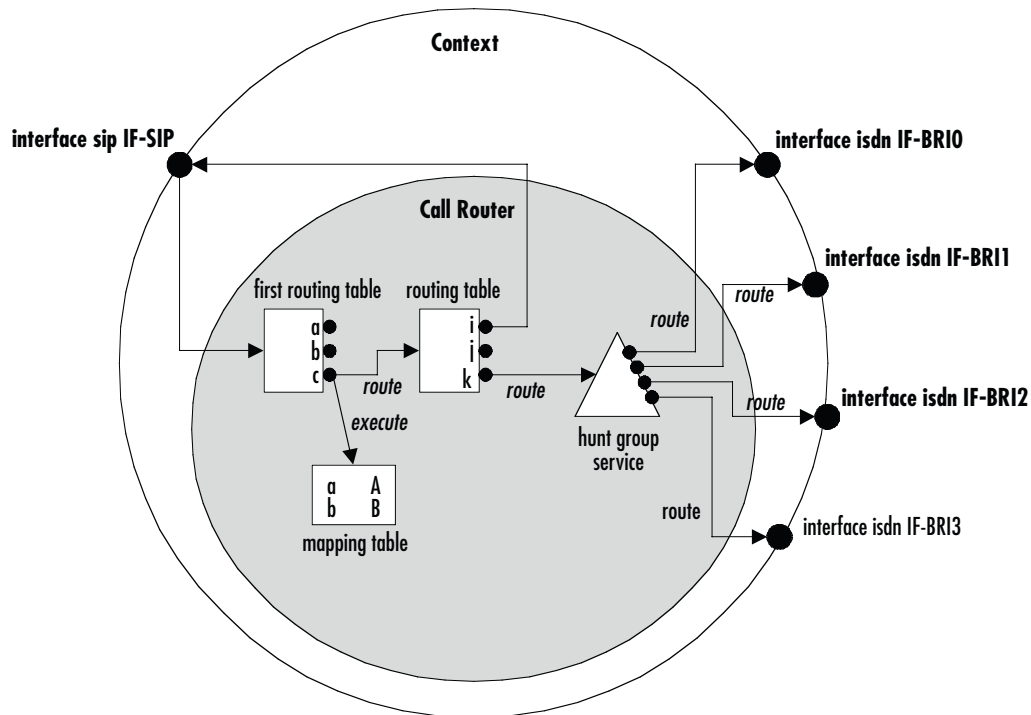 Context
interface sip IF-SIP
interface isdn IF-BRI0
Call Router
interface isdn IF-BRI1
first routing table
routing table
route
route
a
b
c
i
j
k
route
route
route
execute
interface isdn IF-BRI2
hunt group
service
a A
b B
mapping table
route
interface isdn IF-BRI3